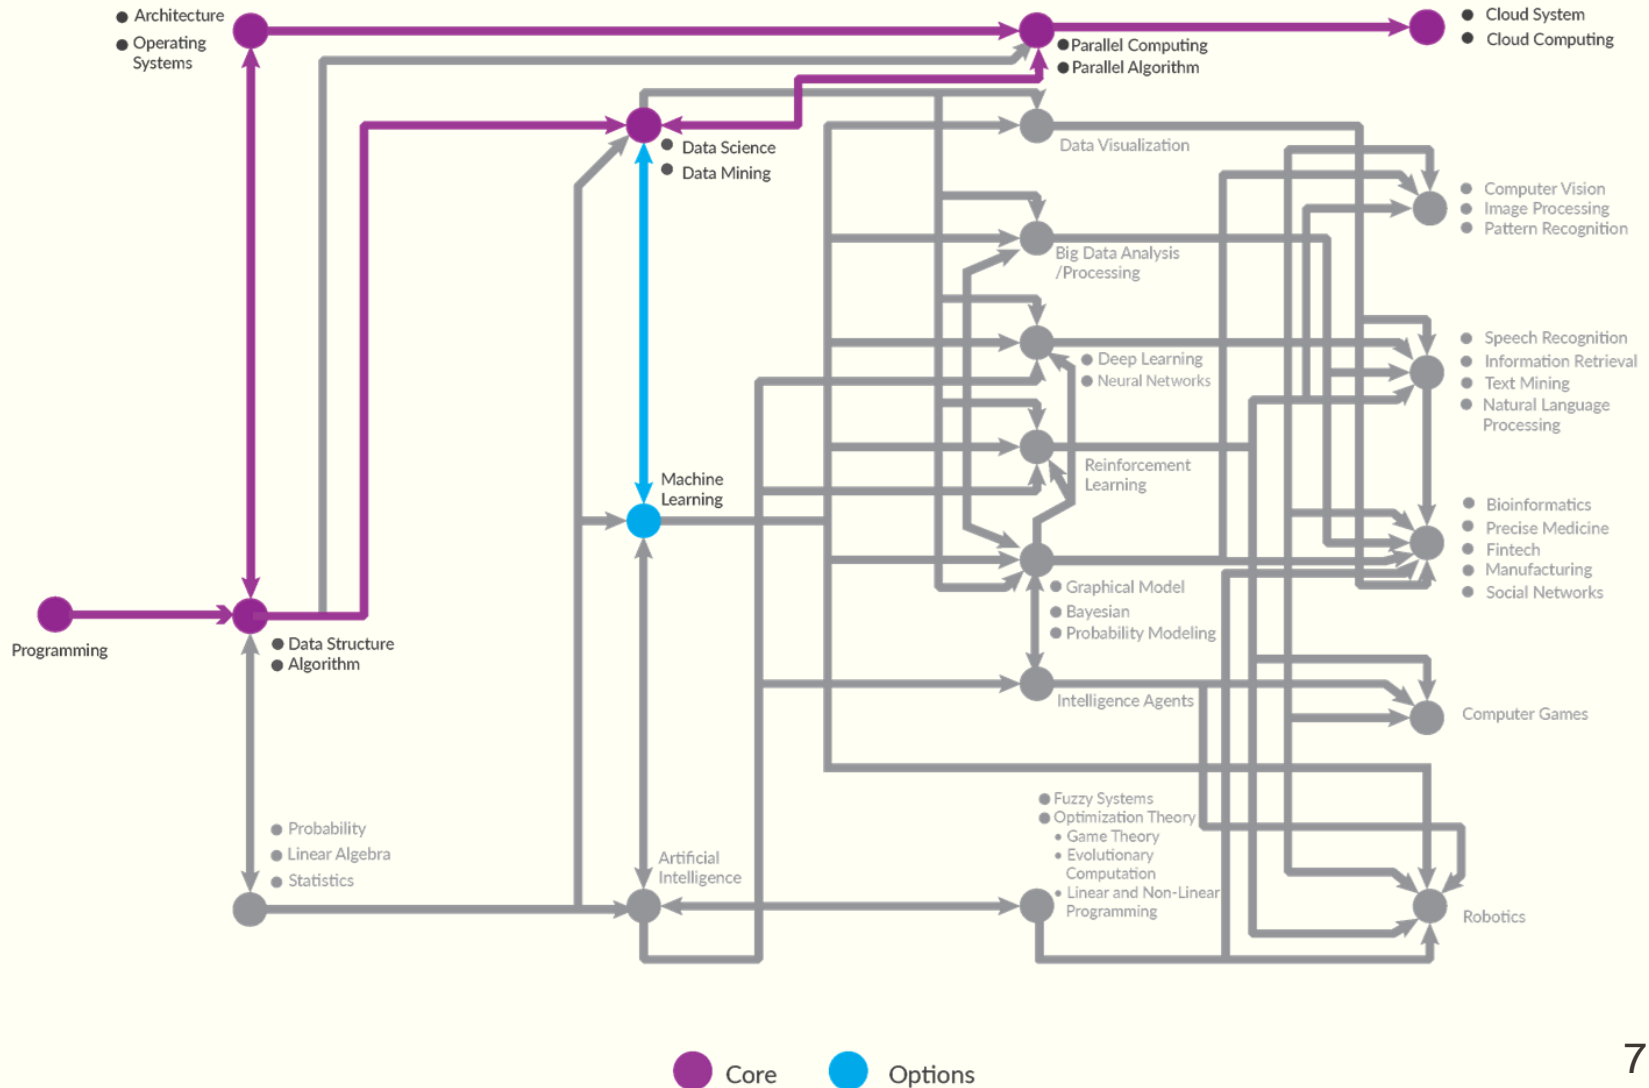 Architecture
Operating
Systems
Parallel Computing
Parallel Algorithm
Cloud System
Cloud Computing
Data Science
Data Mining
Data Visualization
Computer Vision
Image Processing
Pattern Recognition
Big Data Analysis
/Processing
Deep Learning
Neural Networks
Speech Recognition
Information Retrieval
Text Mining
Natural Language
Processing
Machine
Learning
Reinforcement
Learning
Bioinformatics
Precise Medicine
Fintech
Manufacturing
Social Networks
Programming
Data Structure
Algorithm
Graphical Model
Bayesian
Probability Modeling
Intelligence Agents
Computer Games
Probability
Linear Algebra
Statistics
Artificial
Intelligence
Fuzzy Systems
Optimization Theory
Game Theory
Evolutionary
Computation
Linear and Non-Linear
Programming
Robotics
Core
Options
7